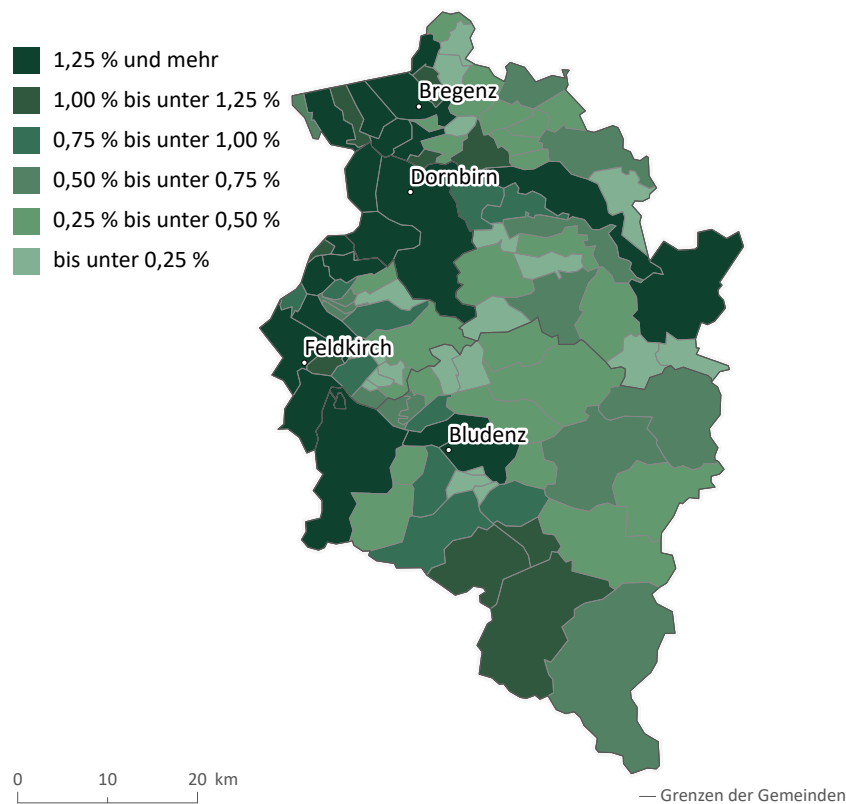 1,25 % und mehr
1,00 % bis unter 1,25 %
0,75 % bis unter 1,00 %
0,50 % bis unter 0,75 %
0,25 % bis unter 0,50 %
bis unter 0,25 %
Bregenz
Dornbirn
Feldkirch
Bludenz
0 10 20 km
Grenzen der Gemeinden